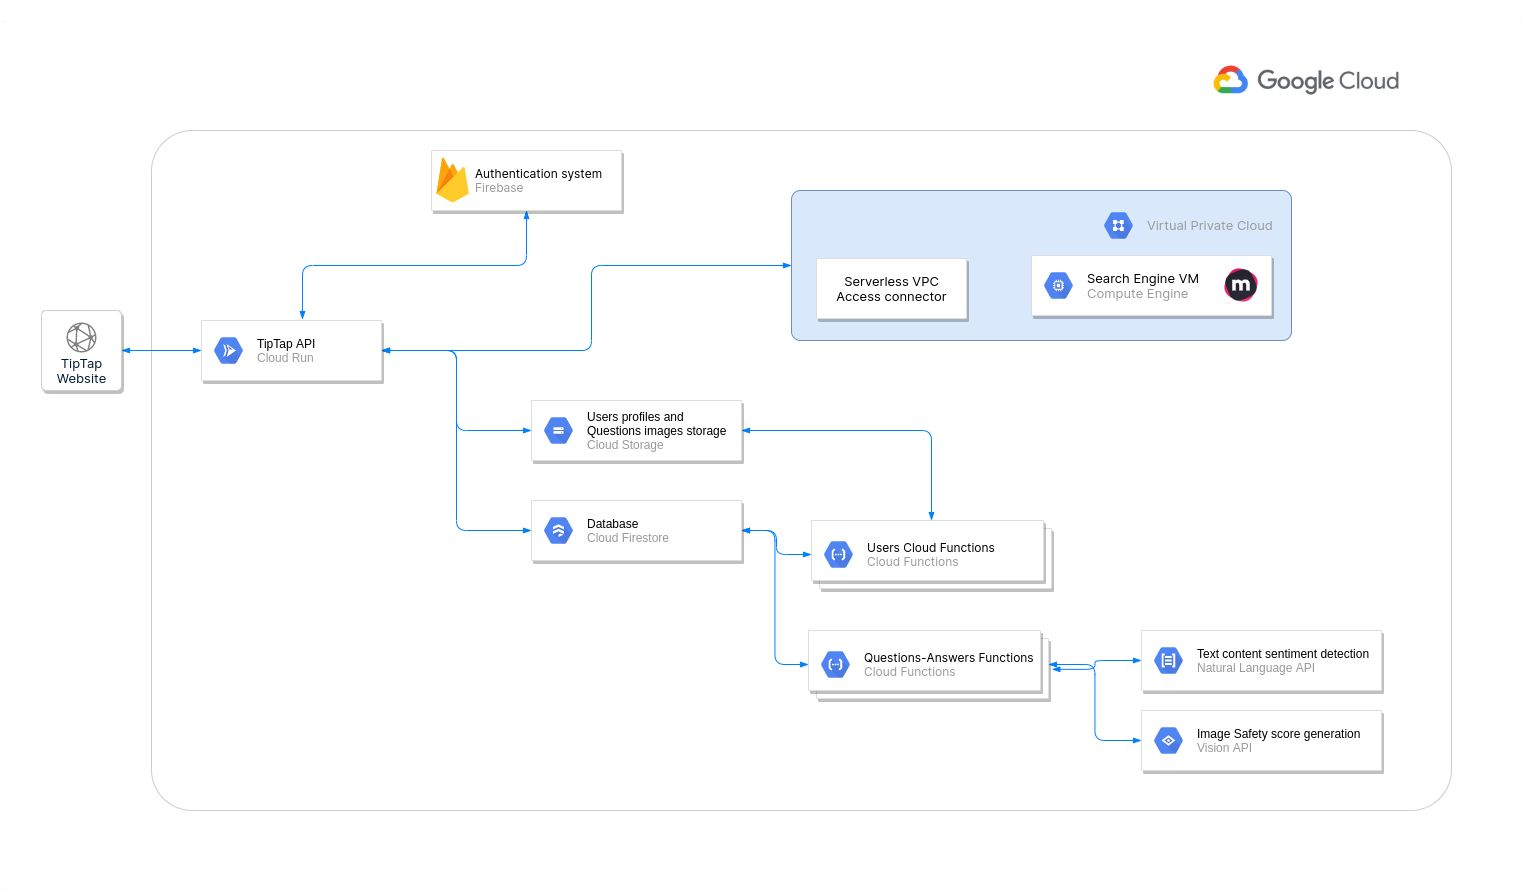 Google Cloud
Authentication system
Firebase
Virtual Private Cloud
Serverless VPC
Access connector
Search Engine VM
Compute Engine
m
TipTap
Website
TipTap API
Cloud Run
Users profiles and
Questions images storage
Cloud Storage
Database
Cloud Firestore
Users Cloud Functions
Cloud Functions
Questions-Answers Functions
Cloud Functions
Text content sentiment detection
Natural Language API
Image Safety score generation
Vision API